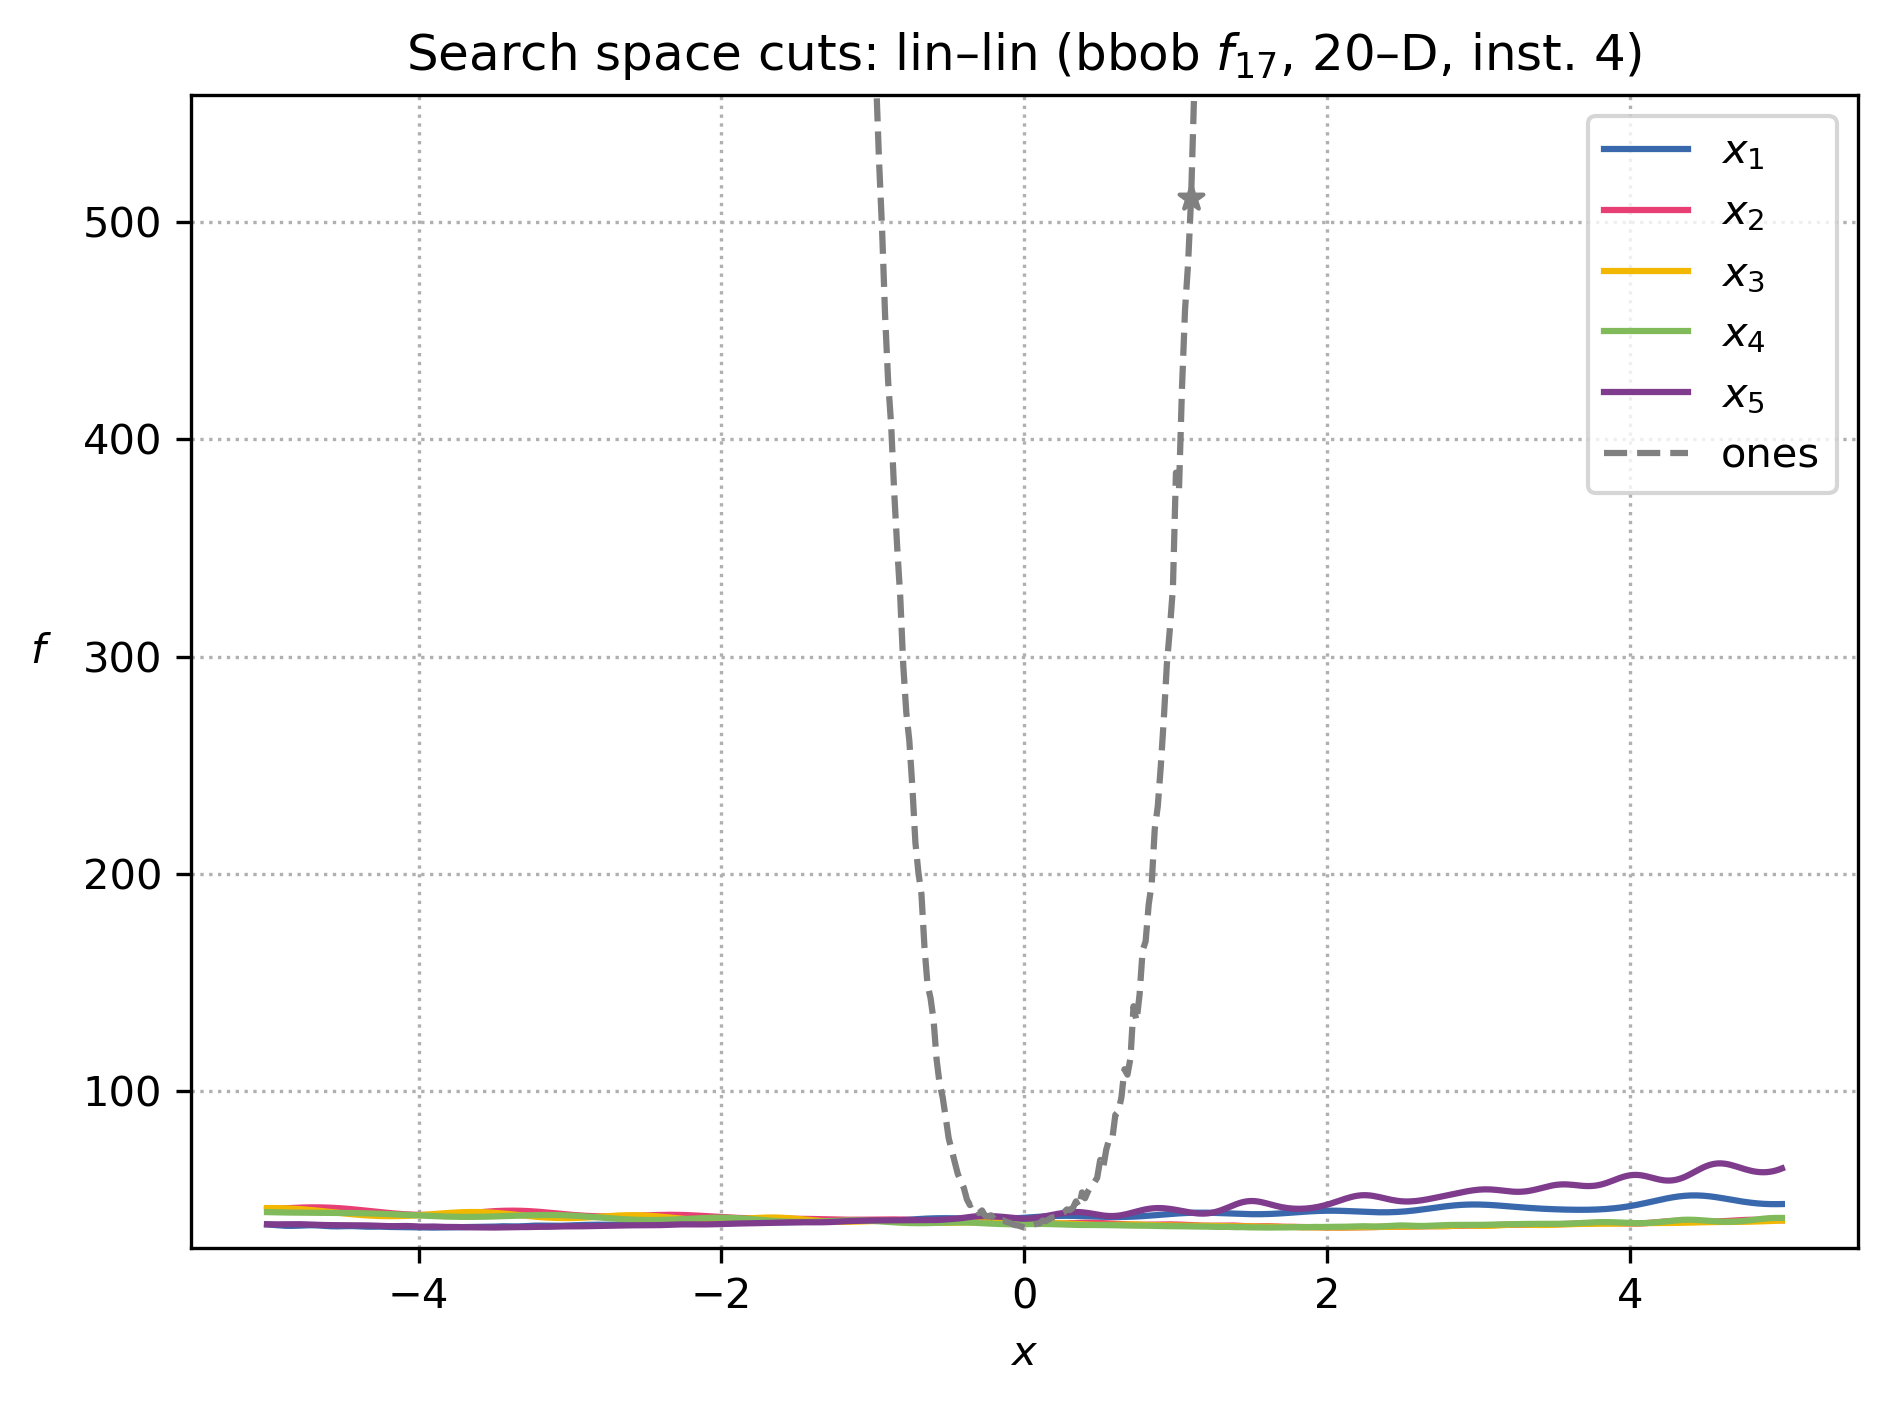 Search space cuts: lin–lin (bbob f₁₇, 20–D, inst. 4)
x₁
x₂
x₃
x₄
x₅
ones
500
400
300
200
100
f
−4 −2 0 2 4
x